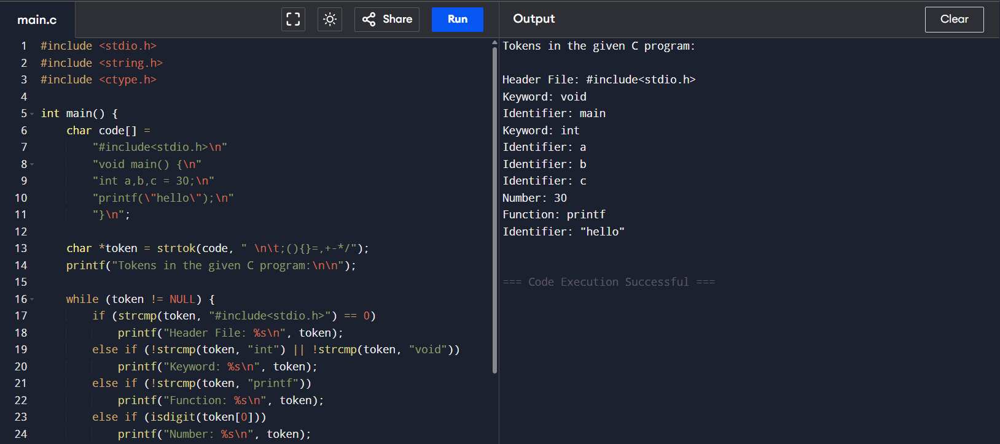 main.c
Share
Run
Output
Clear
1 #include <stdio.h>
2 #include <string.h>
3 #include <ctype.h>
4
5 int main() {
6 char code[] =
7 "#include<stdio.h>\n"
8 "void main() {\n"
9 "int a,b,c = 30;\n"
10 "printf(\"hello\");\n"
11 "}\n";
12
13 char *token = strtok(code, " \n\t;(){}=,+-*/");
14 printf("Tokens in the given C program:\n\n");
15
16 while (token != NULL) {
17 if (strcmp(token, "#include<stdio.h>") == 0)
18 printf("Header File: %s\n", token);
19 else if (!strcmp(token, "int") || !strcmp(token, "void"))
20 printf("Keyword: %s\n", token);
21 else if (!strcmp(token, "printf"))
22 printf("Function: %s\n", token);
23 else if (isdigit(token[0]))
24 printf("Number: %s\n", token);
Tokens in the given C program:
Header File: #include<stdio.h>
Keyword: void
Identifier: main
Keyword: int
Identifier: a
Identifier: b
Identifier: c
Number: 30
Function: printf
Identifier: "hello"
=== Code Execution Successful ===